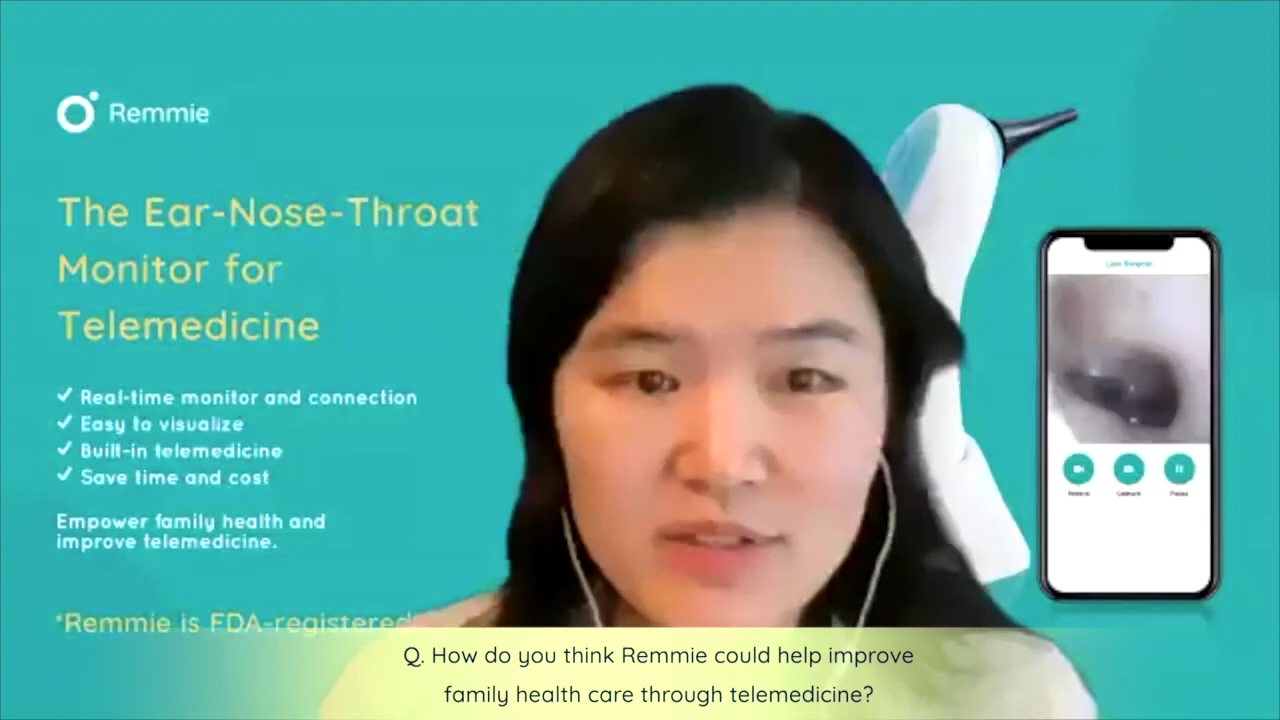 Remmie
The Ear-Nose-Throat
Monitor for
Telemedicine
✓ Real-time monitor and connection
✓ Easy to visualize
✓ Built-in telemedicine
✓ Save time and cost
Empower family health and
improve telemedicine.
*Remmie is FDA-registered
Q. How do you think Remmie could help improve
family health care through telemedicine?